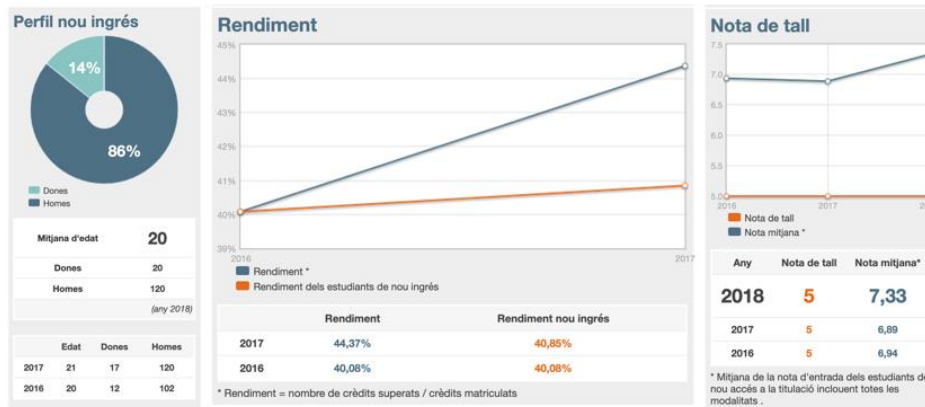 Perfil nou ingrés
14%
86%
Dones
Homes
Mitjana d'edat 20
Dones 20
Homes 120
(any 2018)
Edat Dones Homes
2017 21 17 120
2016 20 12 102
Rendiment
45%
44%
43%
42%
41%
40%
39%
2016 2017
Rendiment *
Rendiment dels estudiants de nou ingrés
Rendiment Rendiment nou ingrés
2017 44,37% 40,85%
2016 40,08% 40,08%
* Rendiment = nombre de crèdits superats / crèdits matriculats
Nota de tall
7.5
7.0
6.5
6.0
5.5
5.0
2016 2017
Nota de tall
Nota mitjana *
Any Nota de tall Nota mitjana*
2018 5 7,33
2017 5 6,89
2016 5 6,94
* Mitjana de la nota d'entrada dels estudiants de
nou accés a la titulació incloent totes les
modalitats .